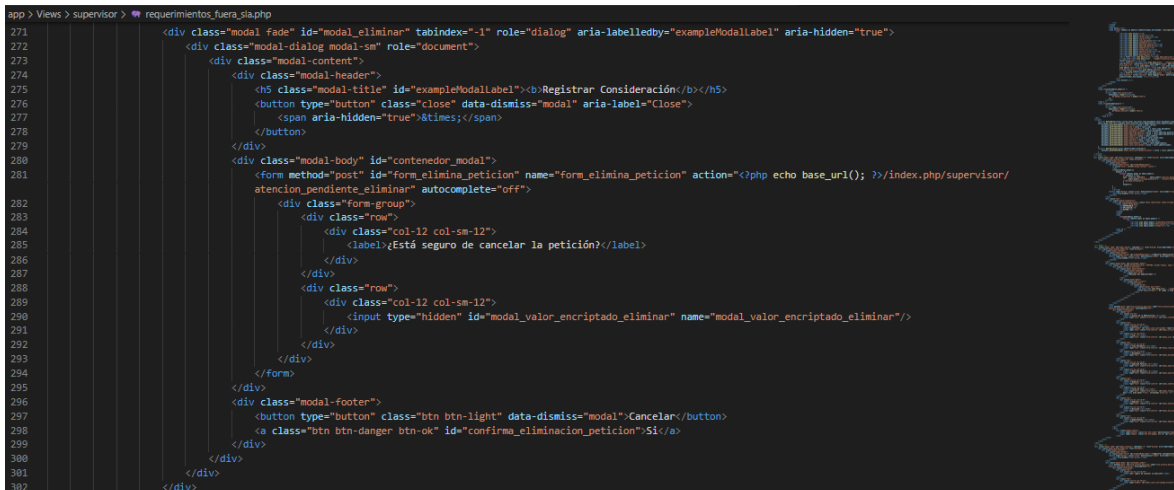 app > Views > supervisor > requerimientos_fuera_sla.php
271 <div class="modal fade" id="modal_eliminar" tabindex="-1" role="dialog" aria-labelledby="exampleModalLabel" aria-hidden="true">
272 <div class="modal-dialog modal-sm" role="document">
273 <div class="modal-content">
274 <div class="modal-header">
275 <h5 class="modal-title" id="exampleModalLabel"><b>Registrar Consideración</b></h5>
276 <button type="button" class="close" data-dismiss="modal" aria-label="Close">
277 <span aria-hidden="true">&times;</span>
278 </button>
279 </div>
280 <div class="modal-body" id="contenedor_modal">
281 <form method="post" id="form_elimina_peticion" name="form_elimina_peticion" action="<?php echo base_url(); ?>/index.php/supervisor/
atencion_pendiente_eliminar" autocomplete="off">
282 <div class="form-group">
283 <div class="row">
284 <div class="col-12 col-sm-12">
285 <label>¿Está seguro de cancelar la petición?</label>
286 </div>
287 </div>
288 <div class="row">
289 <div class="col-12 col-sm-12">
290 <input type="hidden" id="modal_valor_encriptado_eliminar" name="modal_valor_encriptado_eliminar"/>
291 </div>
292 </div>
293 </div>
294 </form>
295 </div>
296 <div class="modal-footer">
297 <button type="button" class="btn btn-light" data-dismiss="modal">Cancelar</button>
298 <a class="btn btn-danger btn-ok" id="confirma_eliminacion_peticion">Si</a>
299 </div>
300 </div>
301 </div>
302 </div>